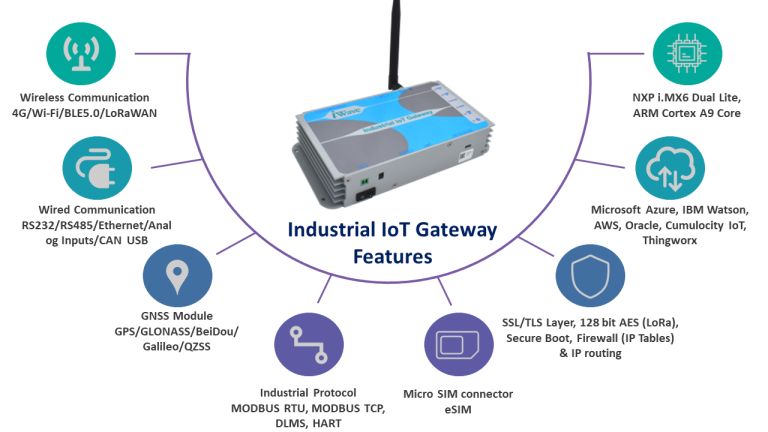 iWave
Industrial IoT Gateway
Wireless Communication
4G/Wi-Fi/BLE5.0/LoRaWAN
Wired Communication
RS232/RS485/Ethernet/Anal
og Inputs/CAN USB
GNSS Module
GPS/GLONASS/BeiDou/
Galileo/QZSS
Industrial Protocol
MODBUS RTU, MODBUS TCP,
DLMS, HART
Industrial IoT Gateway
Features
Micro SIM connector
eSIM
SSL/TLS Layer, 128 bit AES (LoRa),
Secure Boot, Firewall (IP Tables)
& IP routing
Microsoft Azure, IBM Watson,
AWS, Oracle, Cumulocity IoT,
Thingworx
NXP i.MX6 Dual Lite,
ARM Cortex A9 Core